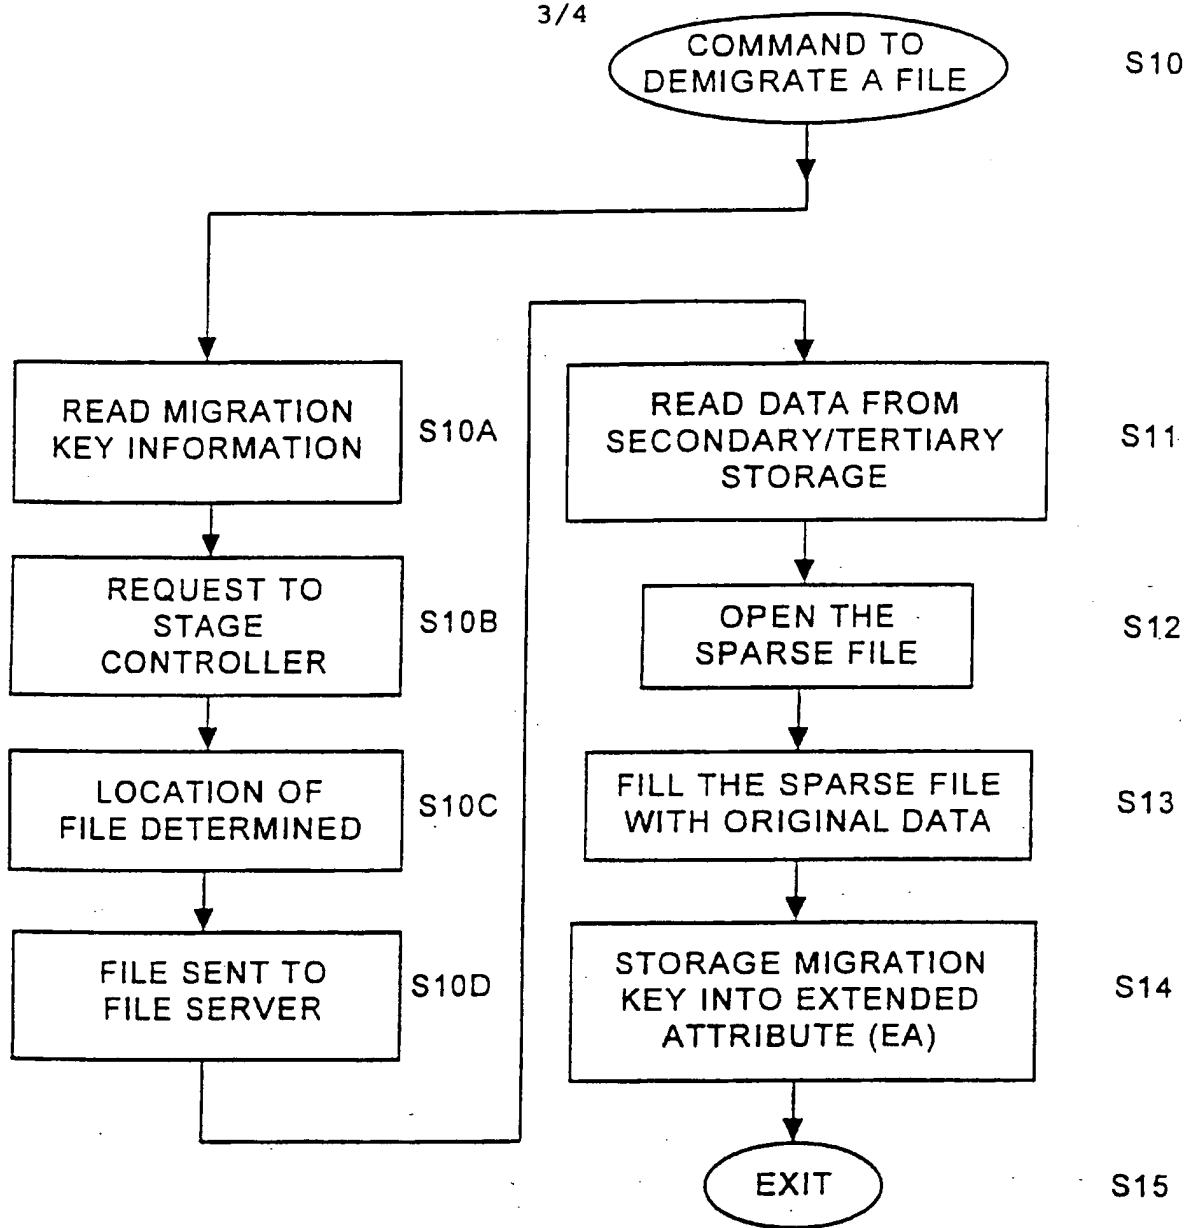 3/4
COMMAND TO
DEMIGRATE A FILE
S10
READ MIGRATION
KEY INFORMATION
S10A
REQUEST TO
STAGE
CONTROLLER
S10B
LOCATION OF
FILE DETERMINED
S10C
FILE SENT TO
FILE SERVER
S10D
READ DATA FROM
SECONDARY/TERTIARY
STORAGE
S11
OPEN THE
SPARSE FILE
S12
FILL THE SPARSE FILE
WITH ORIGINAL DATA
S13
STORAGE MIGRATION
KEY INTO EXTENDED
ATTRIBUTE (EA)
S14
EXIT
S15